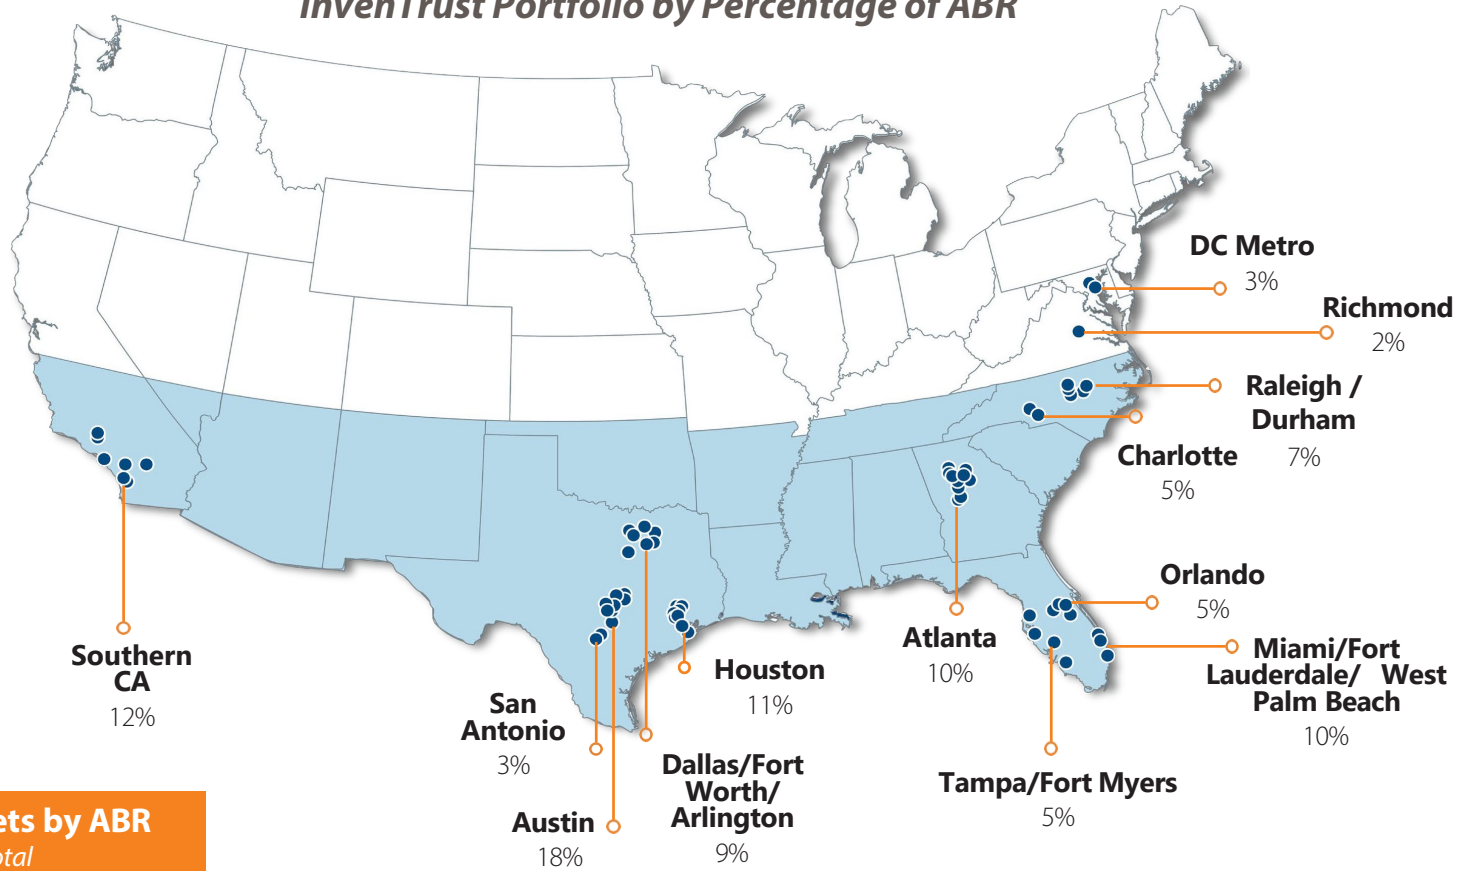 InvenTrust Portfolio by Percentage of ABR
DC Metro
3%
Richmond
2%
Raleigh /
Durham
7%
Charlotte
5%
Orlando
5%
Miami/Fort
Lauderdale/ West
Palm Beach
10%
Atlanta
10%
Tampa/Fort Myers
5%
Houston
11%
Dallas/Fort
Worth/
Arlington
9%
San
Antonio
3%
Austin
18%
Southern
CA
12%
ets by ABR
otal